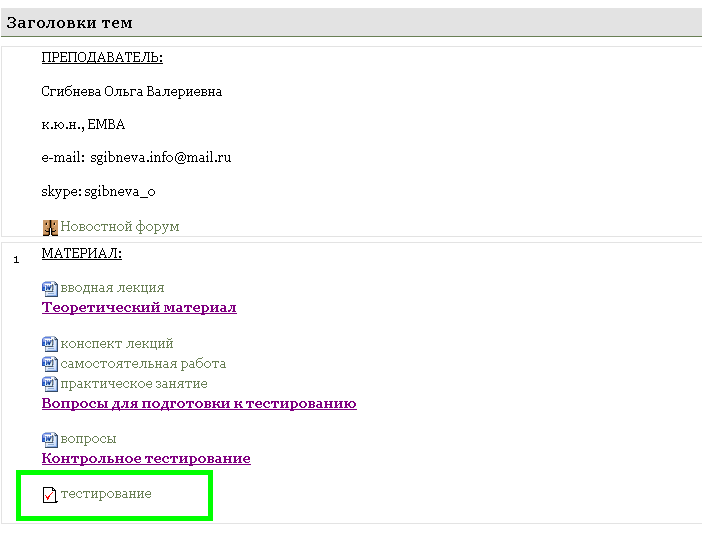 Заголовки тем
ПРЕПОДАВАТЕЛЬ:
Сгибнева Ольга Валериевна
к.ю.н., EMBA
e-mail: sgibneva.info@mail.ru
skype: sgibneva_o
Новостной форум
1
МАТЕРИАЛ:
вводная лекция
Теоретический материал
конспект лекций
самостоятельная работа
практическое занятие
Вопросы для подготовки к тестированию
вопросы
Контрольное тестирование
тестирование